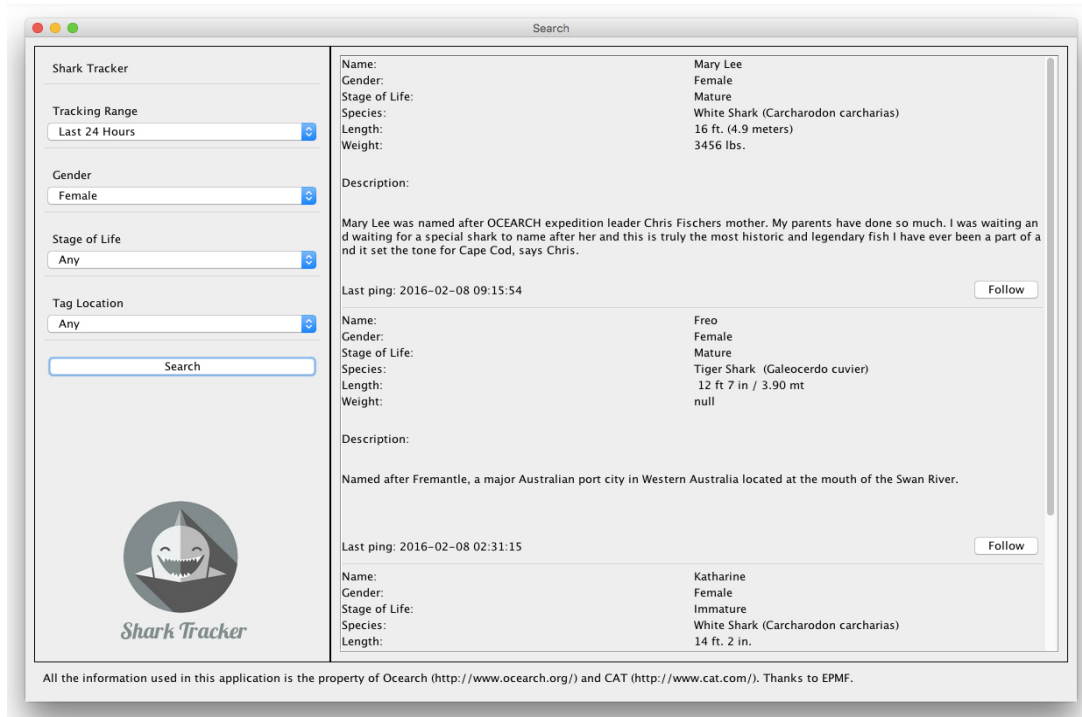 Search
Shark Tracker
Tracking Range
Last 24 Hours
Gender
Female
Stage of Life
Any
Tag Location
Any
Search
Shark Tracker
Name: Mary Lee
Gender: Female
Stage of Life: Mature
Species: White Shark (Carcharodon carcharias)
Length: 16 ft. (4.9 meters)
Weight: 3456 lbs.
Description:
Mary Lee was named after OCEARCH expedition leader Chris Fischers mother. My parents have done so much. I was waiting an
d waiting for a special shark to name after her and this is truly the most historic and legendary fish I have ever been a part of a
nd it set the tone for Cape Cod, says Chris.
Last ping: 2016-02-08 09:15:54 Follow
Name: Freo
Gender: Female
Stage of Life: Mature
Species: Tiger Shark (Galeocerdo cuvier)
Length: 12 ft 7 in / 3.90 mt
Weight: null
Description:
Named after Fremantle, a major Australian port city in Western Australia located at the mouth of the Swan River.
Last ping: 2016-02-08 02:31:15 Follow
Name: Katharine
Gender: Female
Stage of Life: Immature
Species: White Shark (Carcharodon carcharias)
Length: 14 ft. 2 in.
All the information used in this application is the property of Ocearch (http://www.ocearch.org/) and CAT (http://www.cat.com/). Thanks to EPMF.